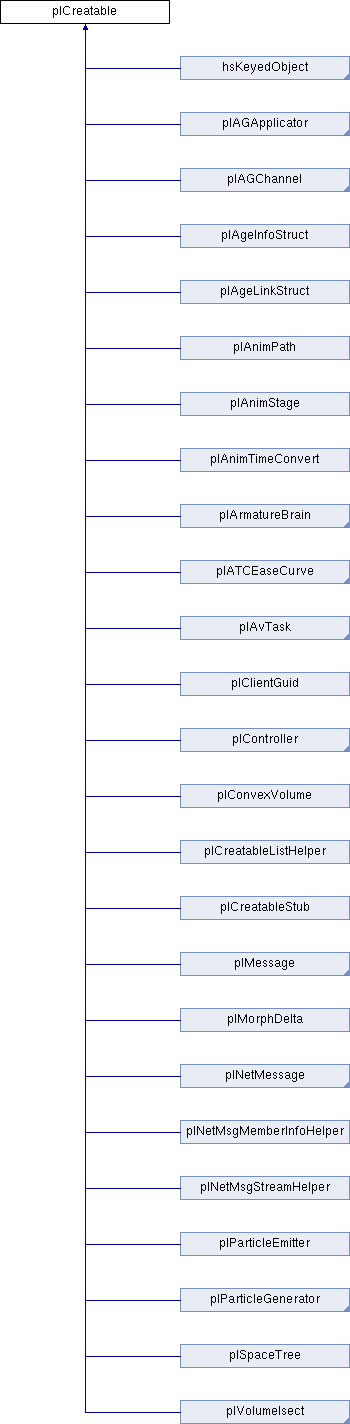 plCreatable
hsKeyedObject
plAGApplicator
plAGChannel
plAgeInfoStruct
plAgeLinkStruct
plAnimPath
plAnimStage
plAnimTimeConvert
plArmatureBrain
plATCEaseCurve
plAvTask
plClientGuid
plController
plConvexVolume
plCreatableListHelper
plCreatableStub
plMessage
plMorphDelta
plNetMessage
plNetMsgMemberInfoHelper
plNetMsgStreamHelper
plParticleEmitter
plParticleGenerator
plSpaceTree
plVolumeIsect